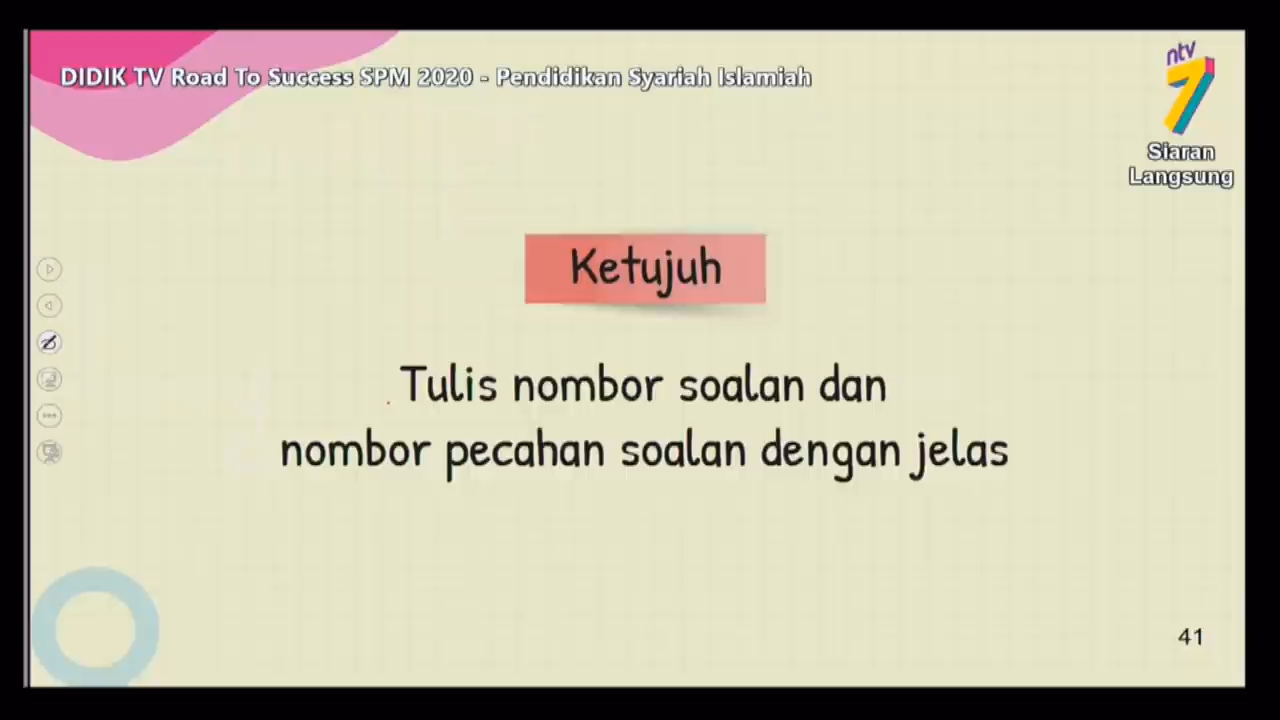 DIDIK TV Road To Success SPM 2020 - Pendidikan Syariah Islamiah
ntv
7
Siaran
Langsung
Ketujuh
Tulis nombor soalan dan
nombor pecahan soalan dengan jelas
41